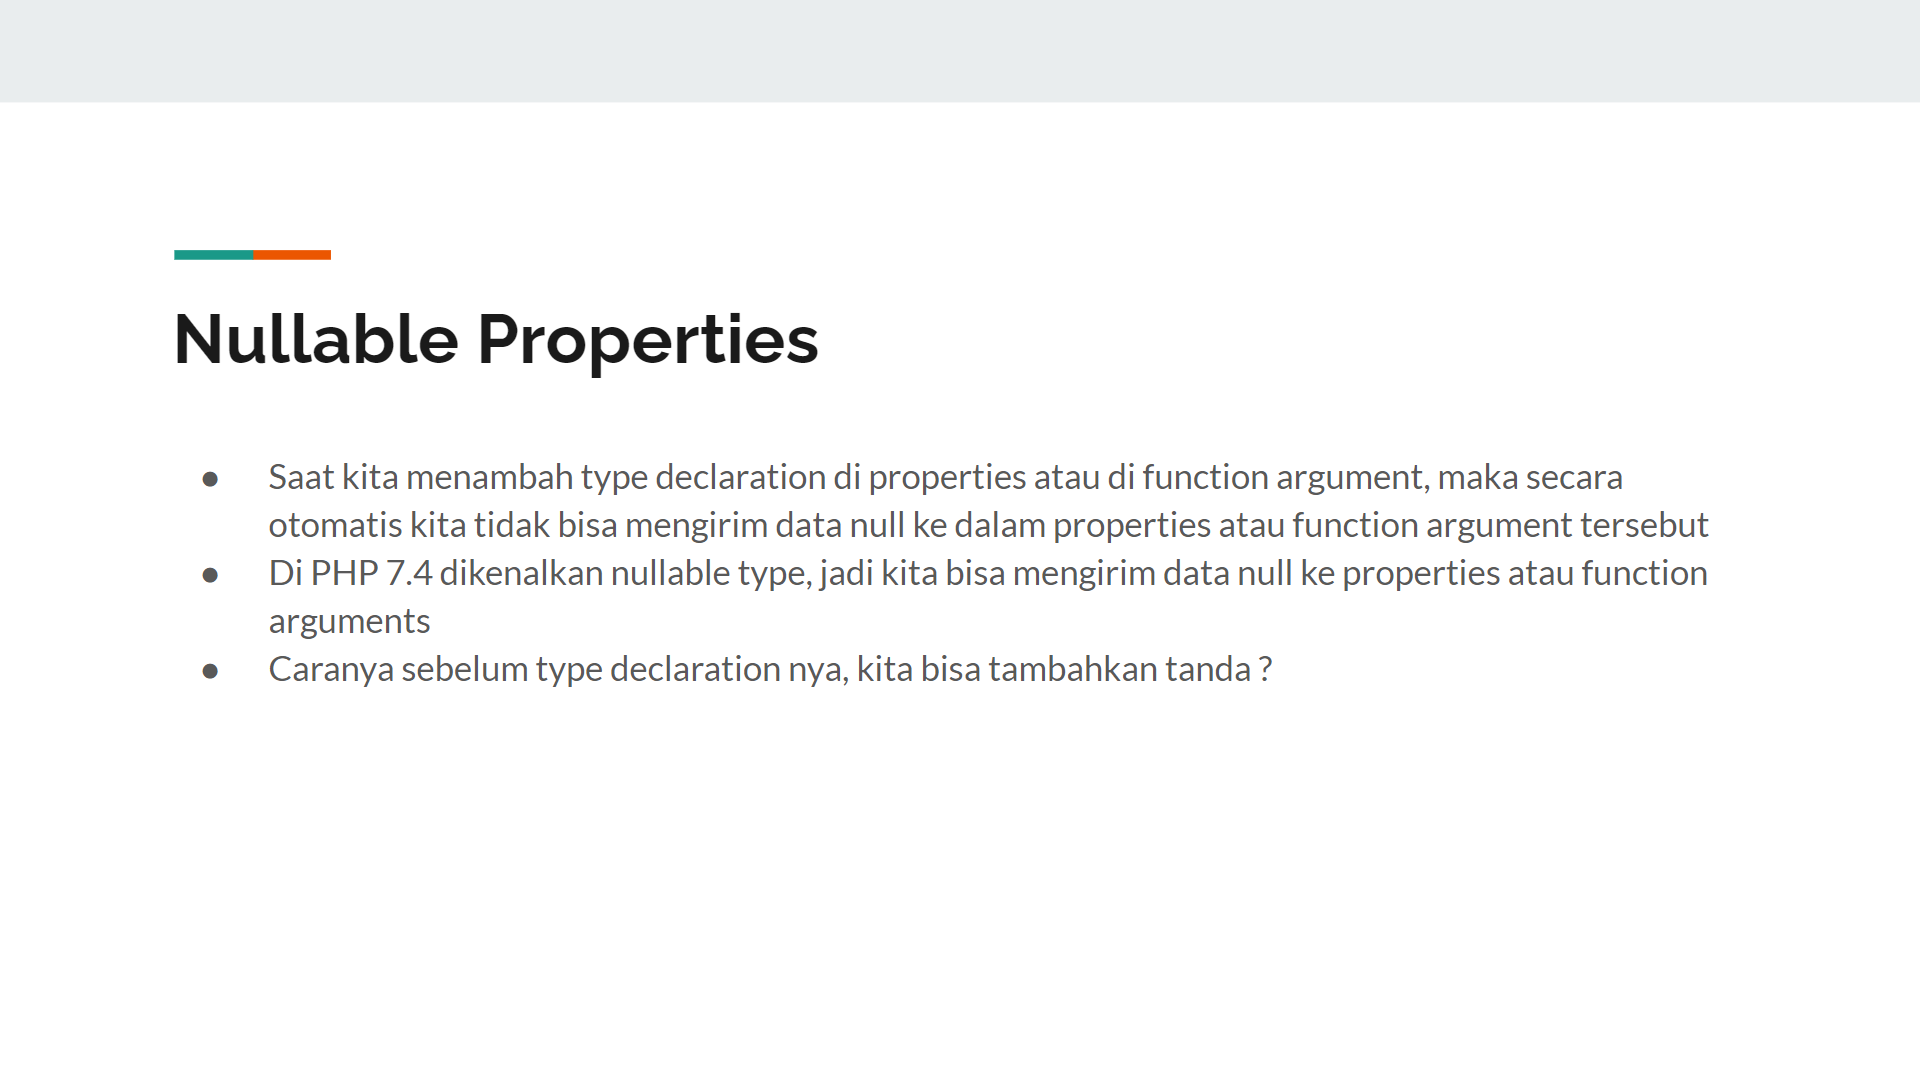 Nullable Properties
● Saat kita menambah type declaration di properties atau di function argument, maka secara
otomatis kita tidak bisa mengirim data null ke dalam properties atau function argument tersebut
● Di PHP 7.4 dikenalkan nullable type, jadi kita bisa mengirim data null ke properties atau function
arguments
● Caranya sebelum type declaration nya, kita bisa tambahkan tanda ?